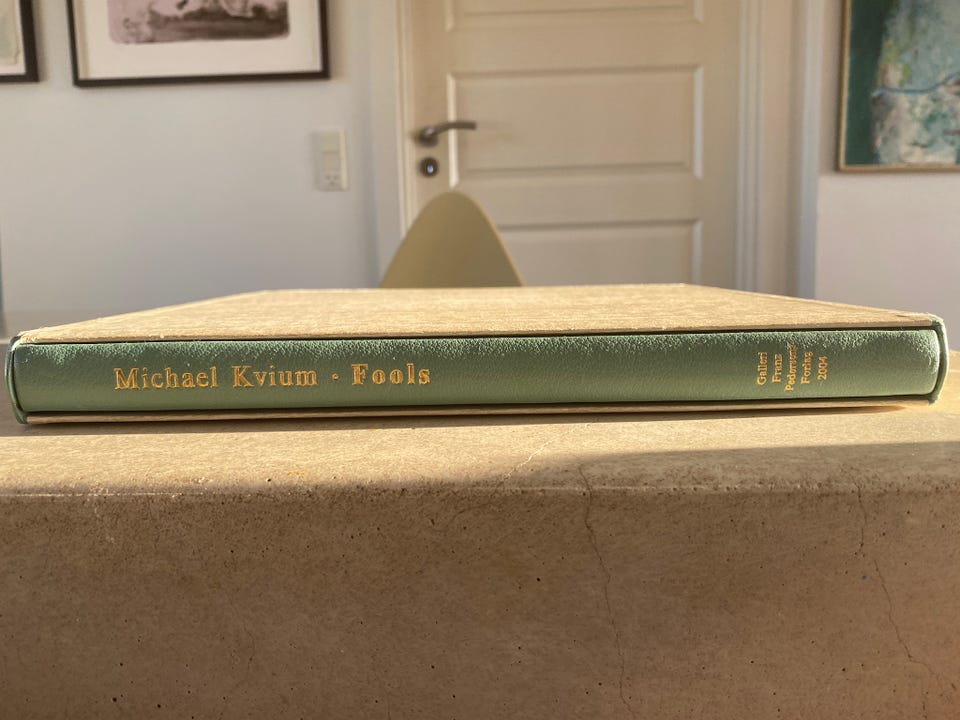 Michael Kvium · Fools
Galleri
Franz
Pedersens
Forlag
2004